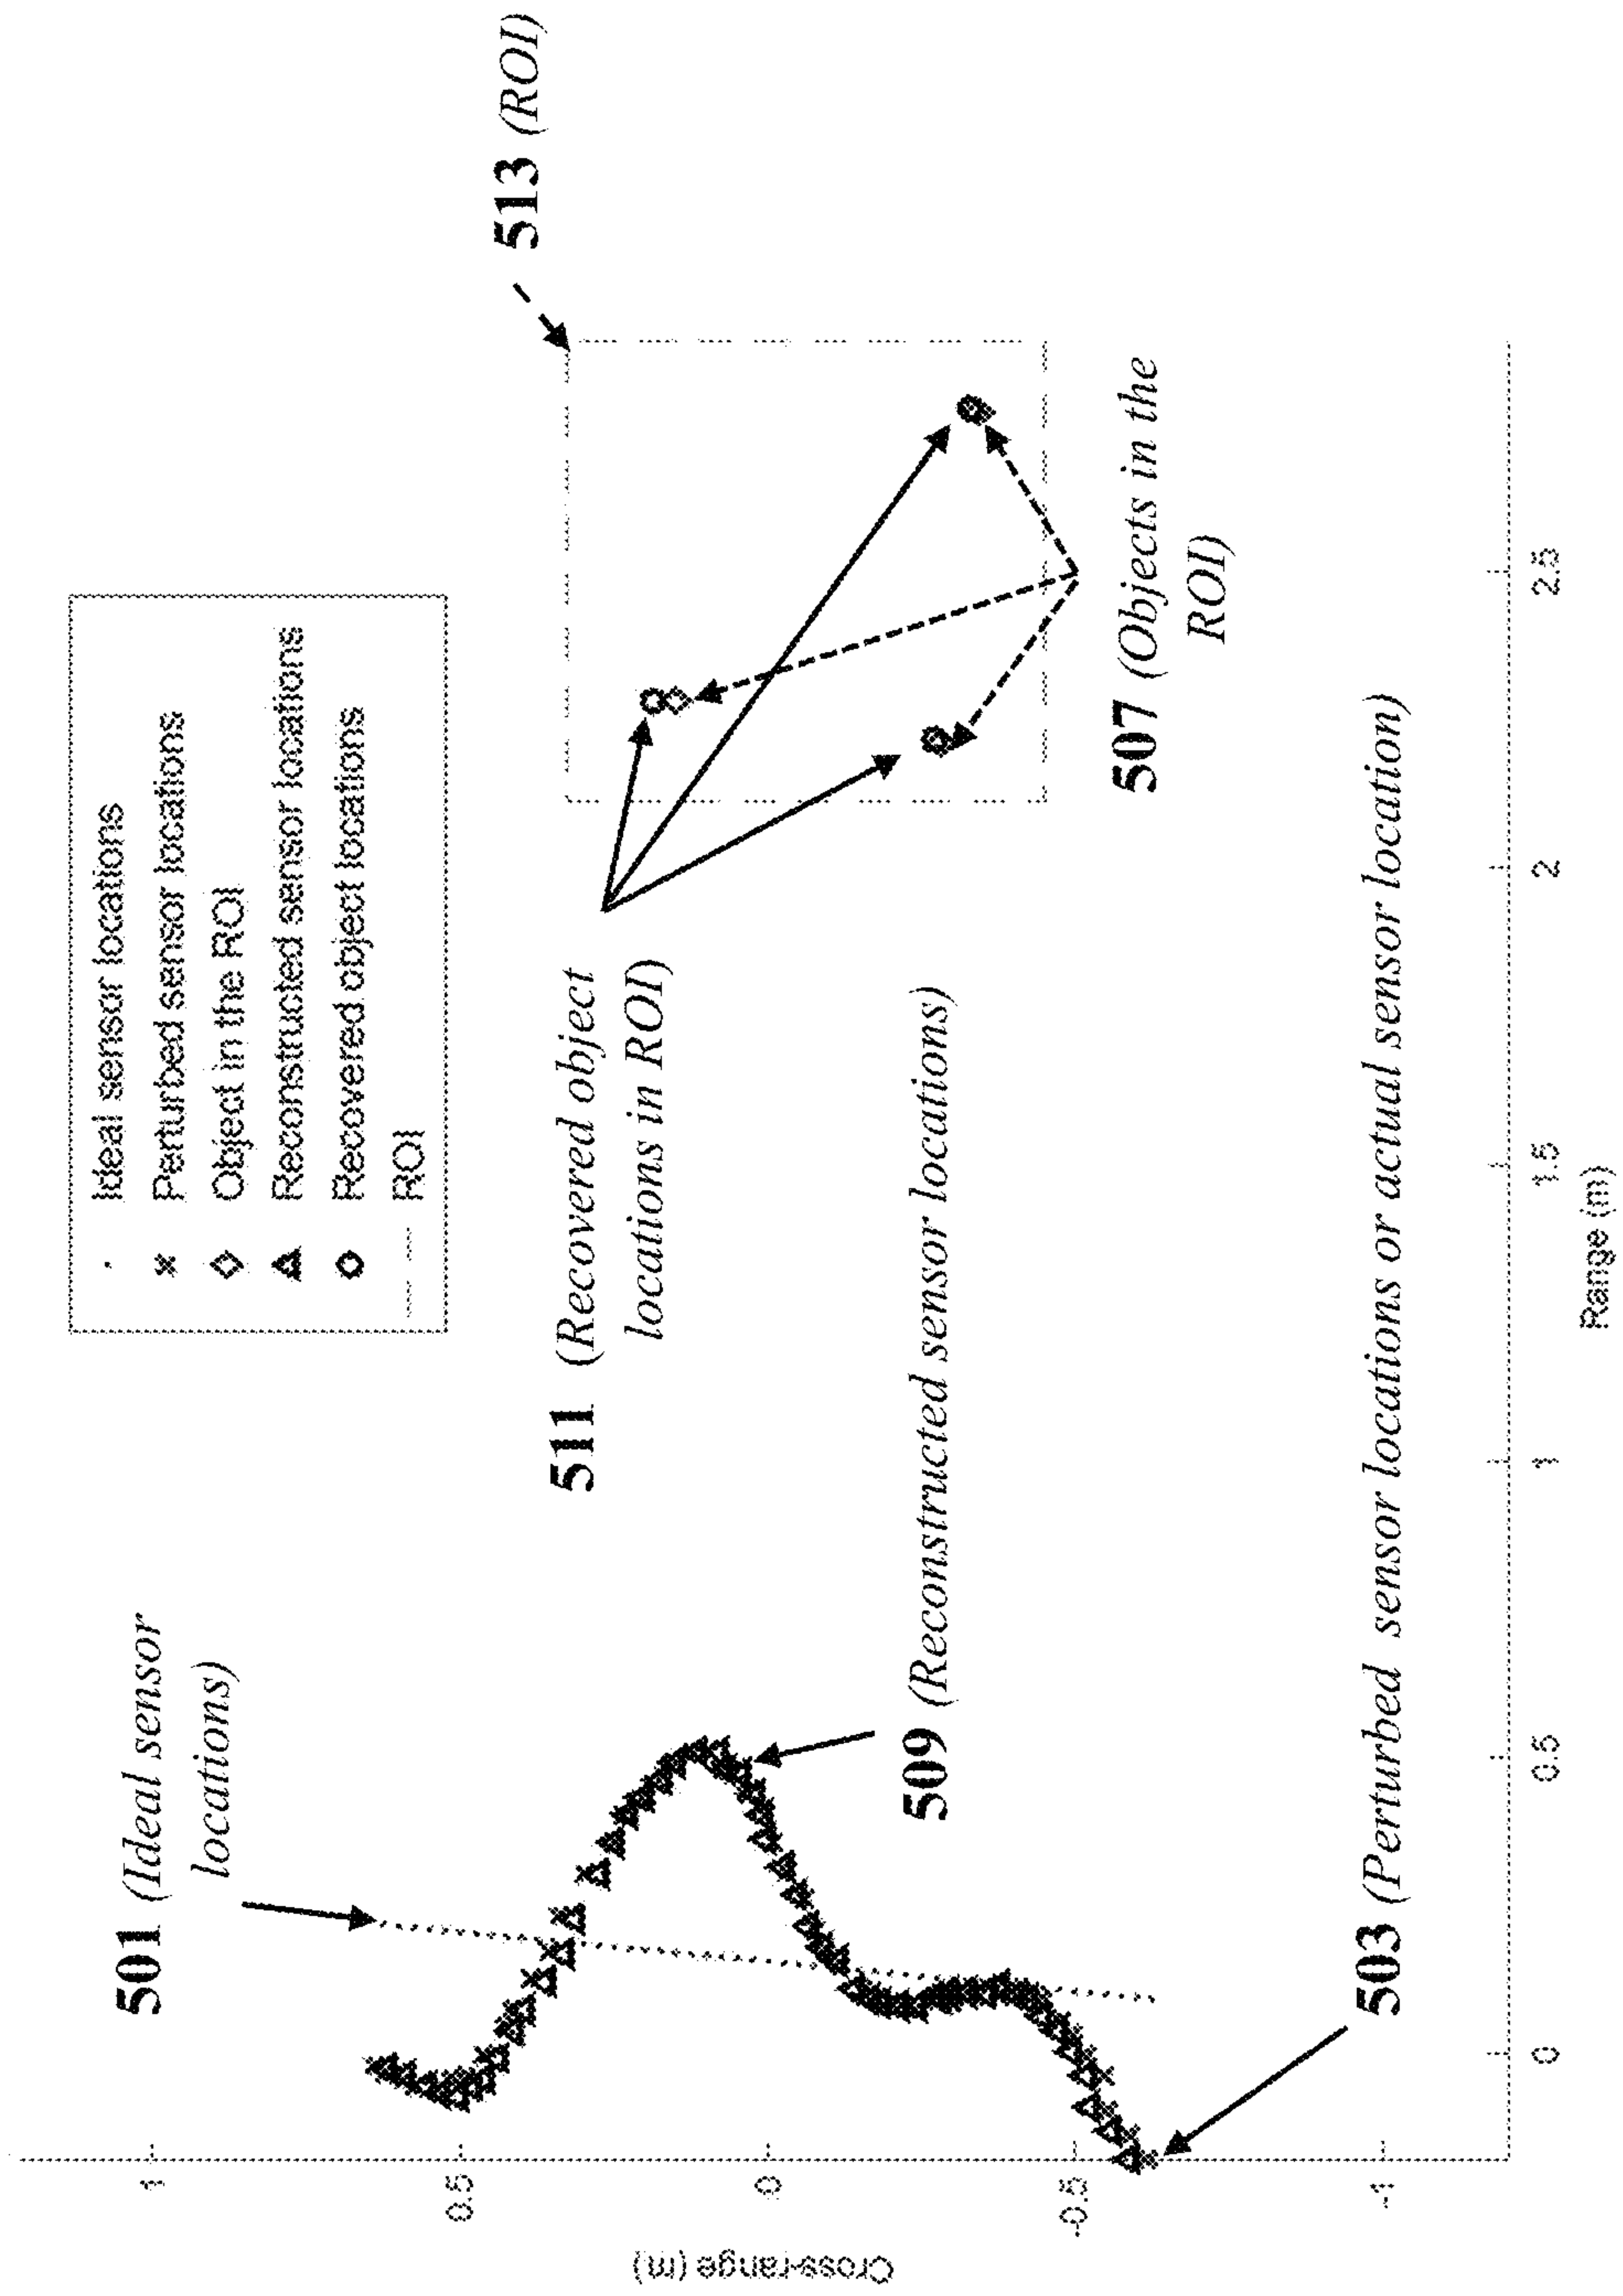 Ideal sensor locations
Perturbed sensor locations
Object in the ROI
Reconstructed sensor locations
Recovered object locations
ROI
501 (Ideal sensor
locations)
513 (ROI)
511 (Recovered object
locations in ROI)
509 (Reconstructed sensor locations)
507 (Objects in the
ROI)
503 (Perturbed sensor locations or actual sensor location)
Cross-range (m)
1
0.5
0
-0.5
-1
0
0.5
1
1.5
2
2.5
Range (m)